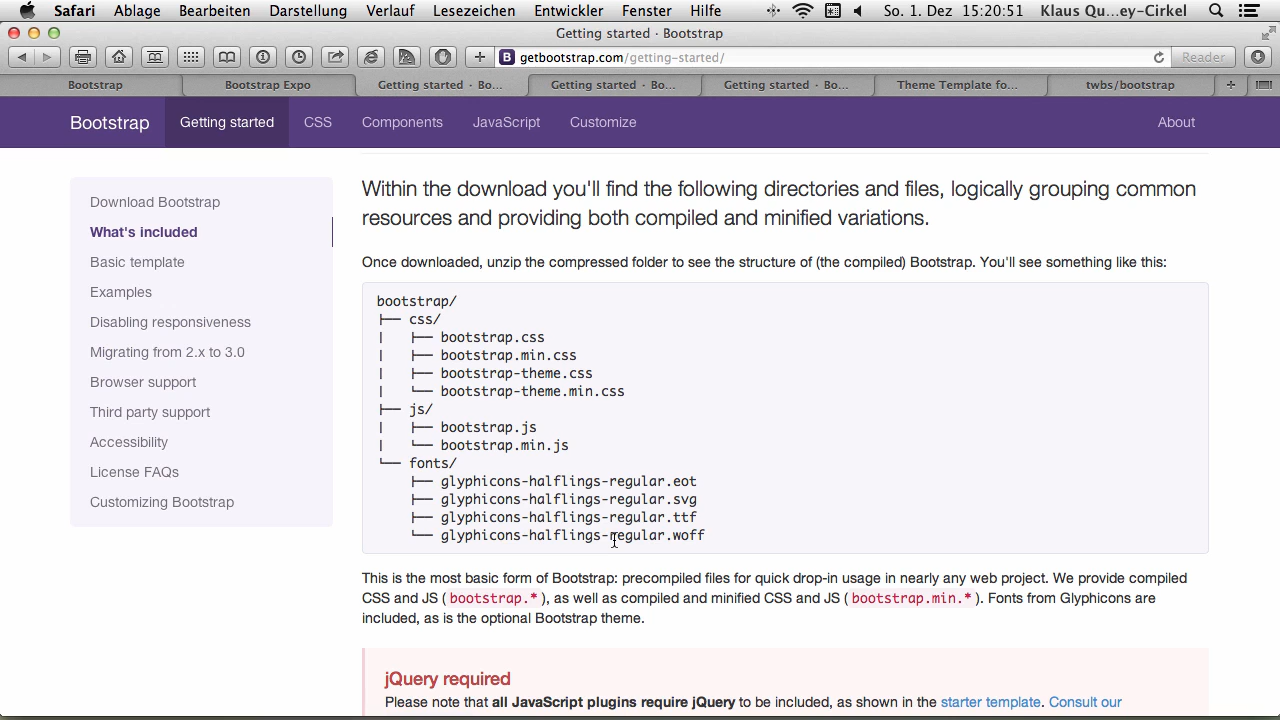 Safari Ablage Bearbeiten Darstellung Verlauf Lesezeichen Entwickler Fenster Hilfe So. 1. Dez 15:20:51 Klaus Qu...ey-Cirkel
Getting started · Bootstrap
getbootstrap.com/getting-started/ Reader
Bootstrap Bootstrap Expo Getting started · Bo... Getting started · Bo... Getting started · Bo... Theme Template fo... twbs/bootstrap
Bootstrap Getting started CSS Components JavaScript Customize About
Download Bootstrap
What's included
Basic template
Examples
Disabling responsiveness
Migrating from 2.x to 3.0
Browser support
Third party support
Accessibility
License FAQs
Customizing Bootstrap
Within the download you'll find the following directories and files, logically grouping common
resources and providing both compiled and minified variations.
Once downloaded, unzip the compressed folder to see the structure of (the compiled) Bootstrap. You'll see something like this:
bootstrap/
├── css/
│   ├── bootstrap.css
│   ├── bootstrap.min.css
│   ├── bootstrap-theme.css
│   └── bootstrap-theme.min.css
├── js/
│   ├── bootstrap.js
│   └── bootstrap.min.js
└── fonts/
    ├── glyphicons-halflings-regular.eot
    ├── glyphicons-halflings-regular.svg
    ├── glyphicons-halflings-regular.ttf
    └── glyphicons-halflings-regular.woff
This is the most basic form of Bootstrap: precompiled files for quick drop-in usage in nearly any web project. We provide compiled
CSS and JS (bootstrap.*), as well as compiled and minified CSS and JS (bootstrap.min.*). Fonts from Glyphicons are
included, as is the optional Bootstrap theme.
jQuery required
Please note that all JavaScript plugins require jQuery to be included, as shown in the starter template. Consult our